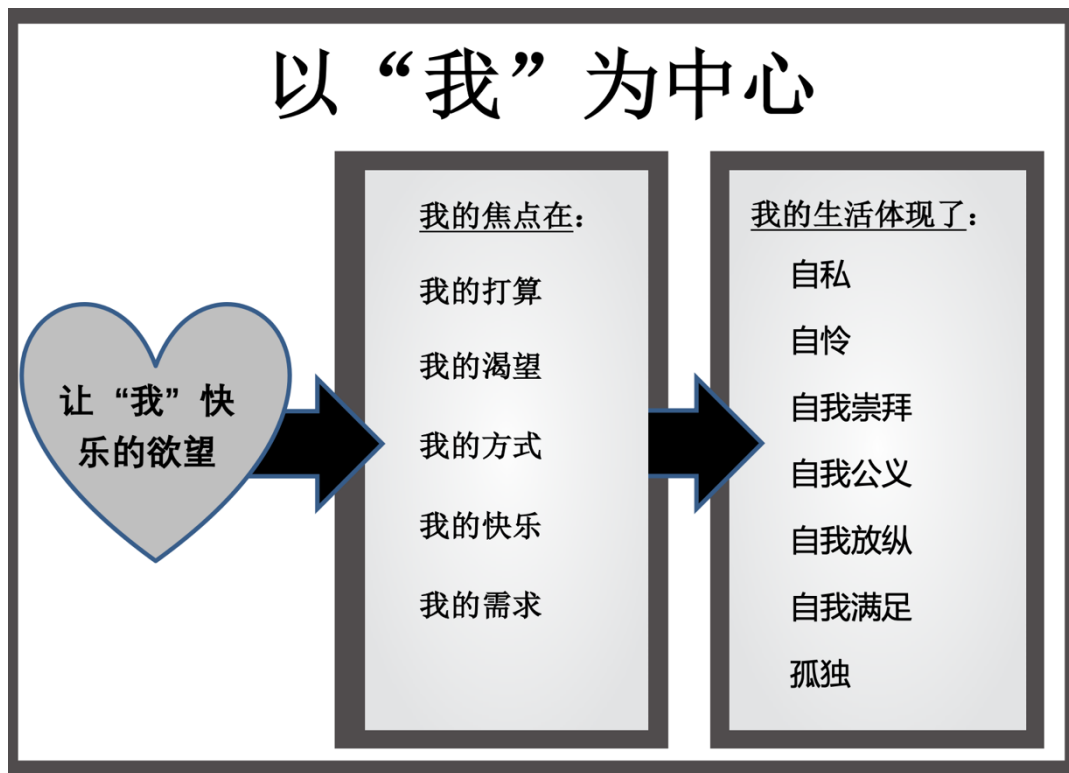 以“我”为中心
让“我”快
乐的欲望
我的焦点在：
我的打算
我的渴望
我的方式
我的快乐
我的需求
我的生活体现了：
自私
自怜
自我崇拜
自我公义
自我放纵
自我满足
孤独